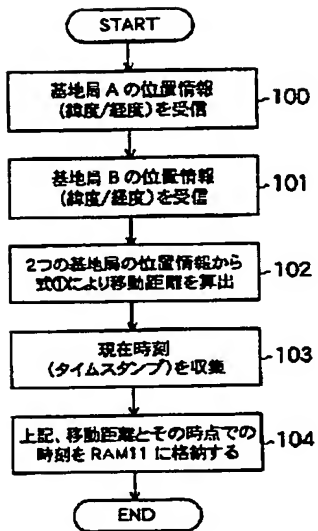 START
基地局 A の位置情報
(緯度/経度)を受信
100
基地局 B の位置情報
(緯度/経度)を受信
101
2つの基地局の位置情報から
式①により移動距離を算出
102
現在時刻
(タイムスタンプ)を収集
103
上記、移動距離とその時点での
時刻を RAM11 に格納する
104
END